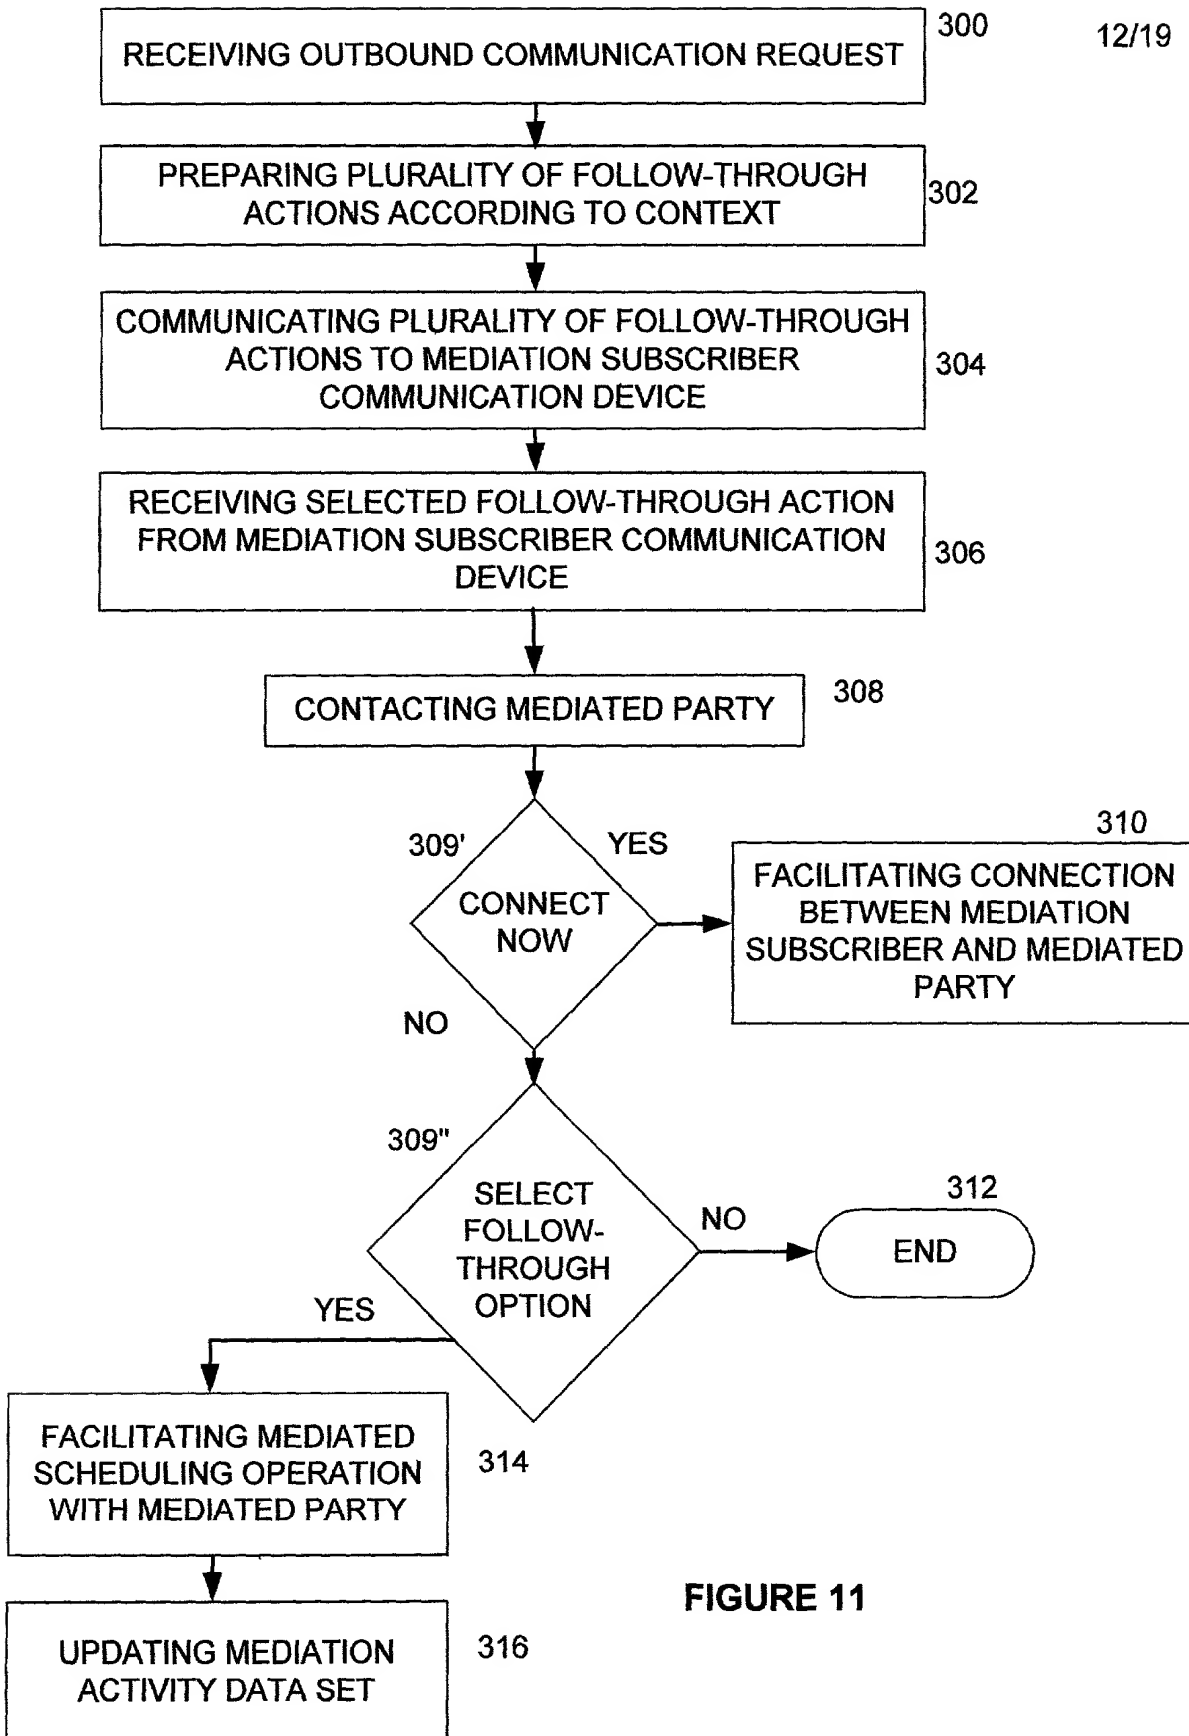 300
12/19
RECEIVING OUTBOUND COMMUNICATION REQUEST
PREPARING PLURALITY OF FOLLOW-THROUGH
ACTIONS ACCORDING TO CONTEXT
302
COMMUNICATING PLURALITY OF FOLLOW-THROUGH
ACTIONS TO MEDIATION SUBSCRIBER
COMMUNICATION DEVICE
304
RECEIVING SELECTED FOLLOW-THROUGH ACTION
FROM MEDIATION SUBSCRIBER COMMUNICATION
DEVICE
306
CONTACTING MEDIATED PARTY
308
309'
YES
CONNECT
NOW
NO
310
FACILITATING CONNECTION
BETWEEN MEDIATION
SUBSCRIBER AND MEDIATED
PARTY
309"
SELECT
FOLLOW-
THROUGH
OPTION
NO
312
END
YES
FACILITATING MEDIATED
SCHEDULING OPERATION
WITH MEDIATED PARTY
314
UPDATING MEDIATION
ACTIVITY DATA SET
316
FIGURE 11